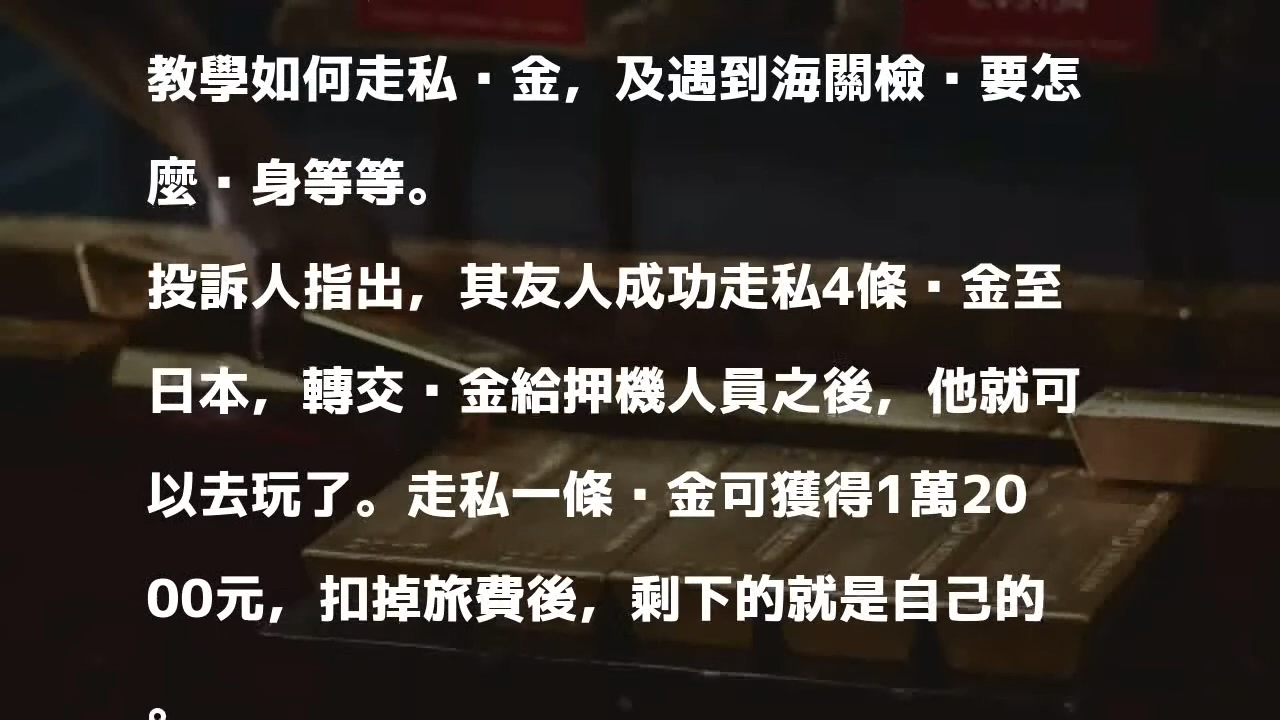 教學如何走私▪金，及遇到海關檢▪要怎
麼▪身等等。
投訴人指出，其友人成功走私4條▪金至
日本，轉交▪金給押機人員之後，他就可
以去玩了。走私一條▪金可獲得1萬20
00元，扣掉旅費後，剩下的就是自己的
。